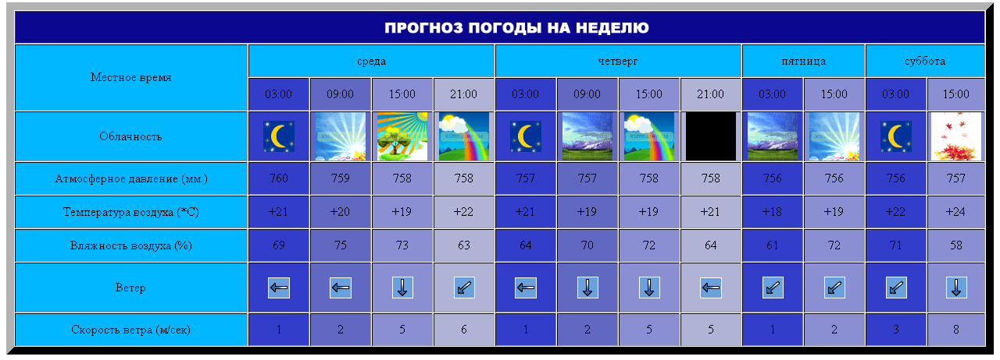 ПРОГНОЗ ПОГОДЫ НА НЕДЕЛЮ
Местное время среда четверг пятница суббота
03:00 09:00 15:00 21:00 03:00 09:00 15:00 21:00 03:00 15:00 03:00 15:00
Облачность
Атмосферное давление (мм.) 760 759 758 758 757 757 758 758 756 756 756 757
Температура воздуха (*С) +21 +20 +19 +22 +21 +19 +19 +21 +18 +19 +22 +24
Вляжность воздуха (%) 69 75 73 63 64 70 72 64 61 72 71 58
Ветер
Скорость ветра (м/сек) 1 2 5 6 1 2 5 5 1 2 3 8